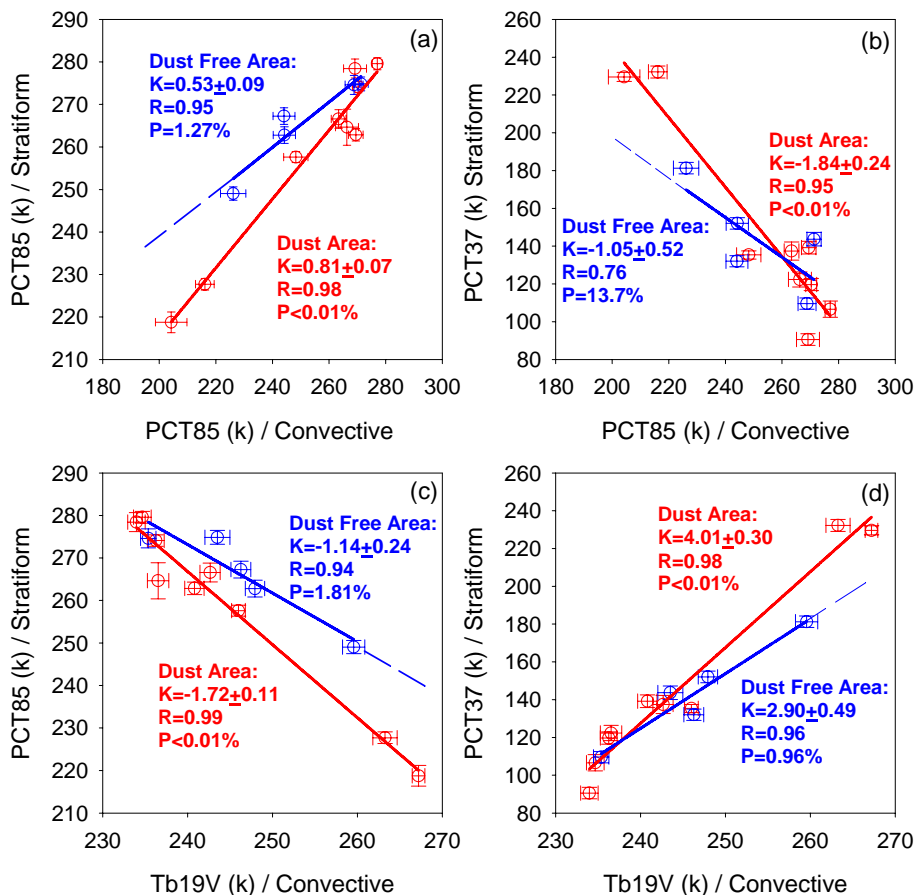 (a)
290
280
270
260
250
240
230
220
210
PCT85 (k) / Stratiform
Dust Free Area:
K=0.53±0.09
R=0.95
P=1.27%
Dust Area:
K=0.81±0.07
R=0.98
P<0.01%
180 200 220 240 260 280 300
PCT85 (k) / Convective
(b)
260
240
220
200
180
160
140
120
100
80
PCT37 (k) Stratiform
Dust Area:
K=-1.84±0.24
R=0.95
P<0.01%
Dust Free Area:
K=-1.05±0.52
R=0.76
P=13.7%
180 200 220 240 260 280 300
PCT85 (k) / Convective
(c)
290
280
270
260
250
240
230
220
210
PCT85 (k) / Stratiform
Dust Free Area:
K=-1.14±0.24
R=0.94
P=1.81%
Dust Area:
K=-1.72±0.11
R=0.99
P<0.01%
230 240 250 260 270
Tb19V (k) / Convective
(d)
260
240
220
200
180
160
140
120
100
80
PCT37 (k) / Stratiform
Dust Area:
K=4.01±0.30
R=0.98
P<0.01%
Dust Free Area:
K=2.90±0.49
R=0.96
P=0.96%
230 240 250 260 270
Tb19V (k) / Convective